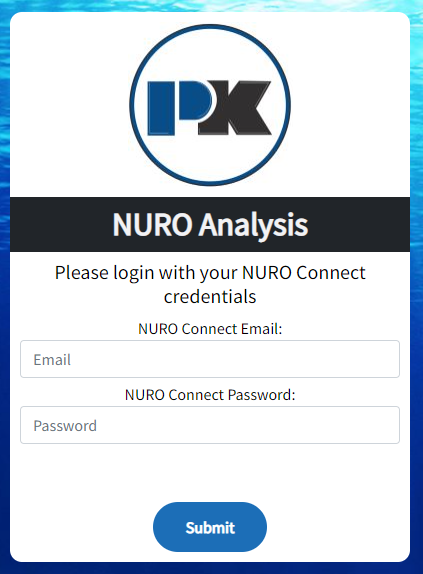 PK
NURO Analysis
Please login with your NURO Connect
credentials
NURO Connect Email:
Email
NURO Connect Password:
Password
Submit